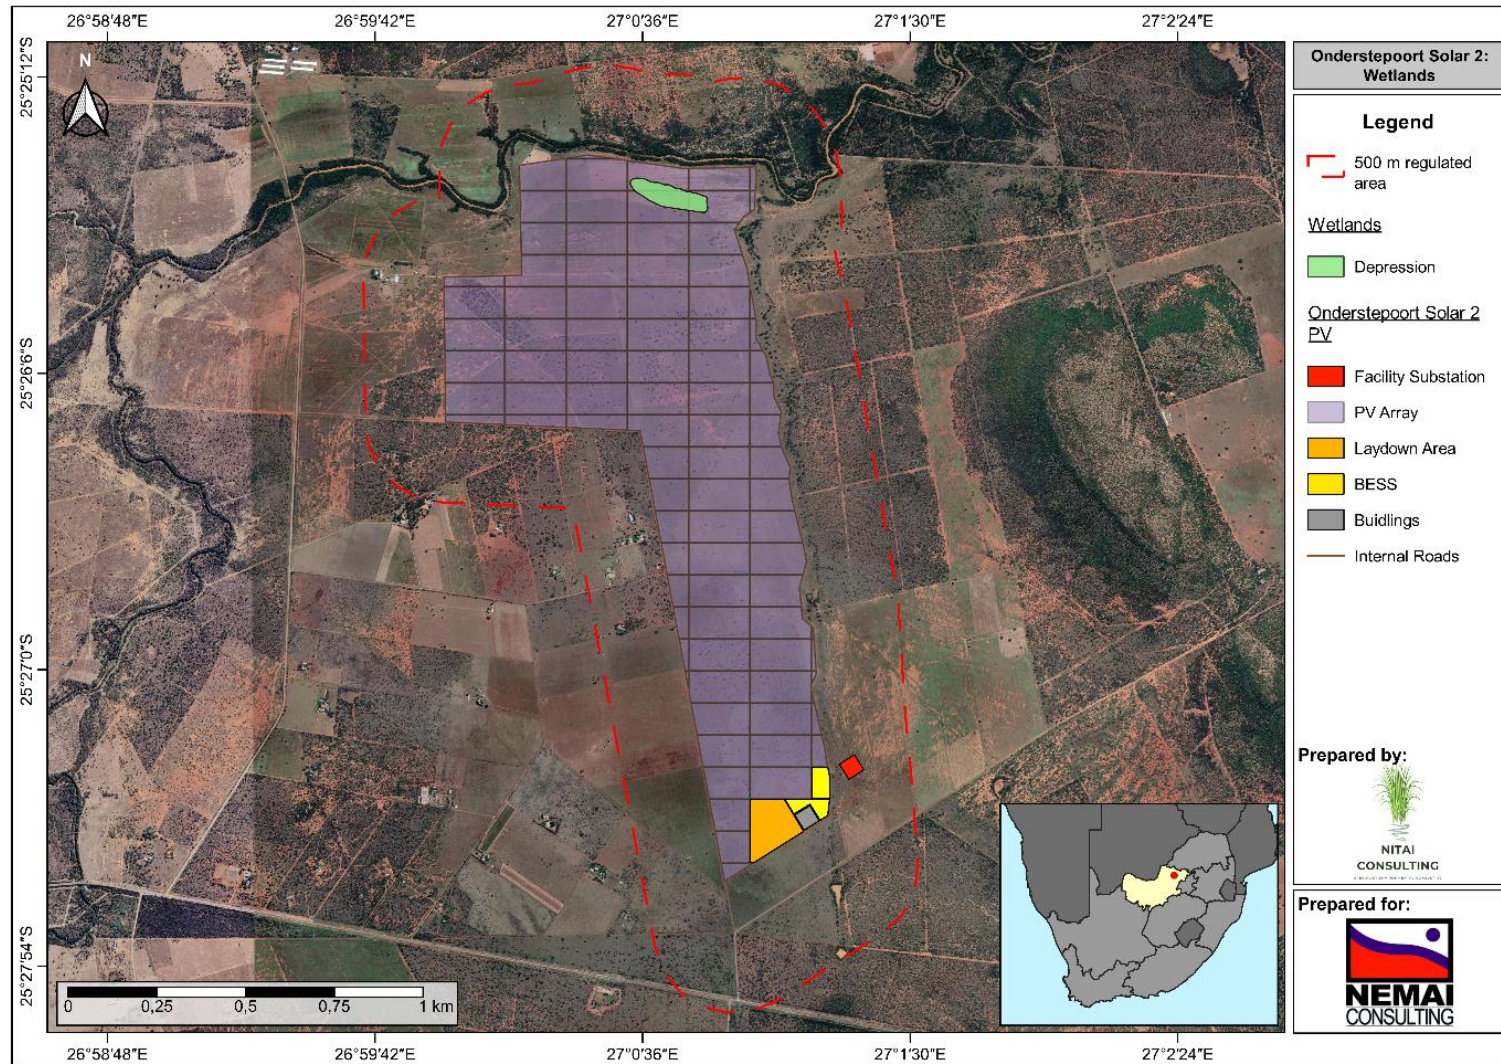 26°58'48"E 26°59'42"E 27°0'36"E 27°1'30"E 27°2'24"E
25°25'12"S
25°26'6"S
25°27'0"S
25°27'54"S
N
0 0,25 0,5 0,75 1 km
26°58'48"E 26°59'42"E 27°0'36"E 27°1'30"E 27°2'24"E
Onderstepoort Solar 2:
Wetlands
Legend
500 m regulated
area
Wetlands
Depression
Onderstepoort Solar 2
PV
Facility Substation
PV Array
Laydown Area
BESS
Buidlings
Internal Roads
Prepared by:
NITAI
CONSULTING
Prepared for:
NEMAI
CONSULTING